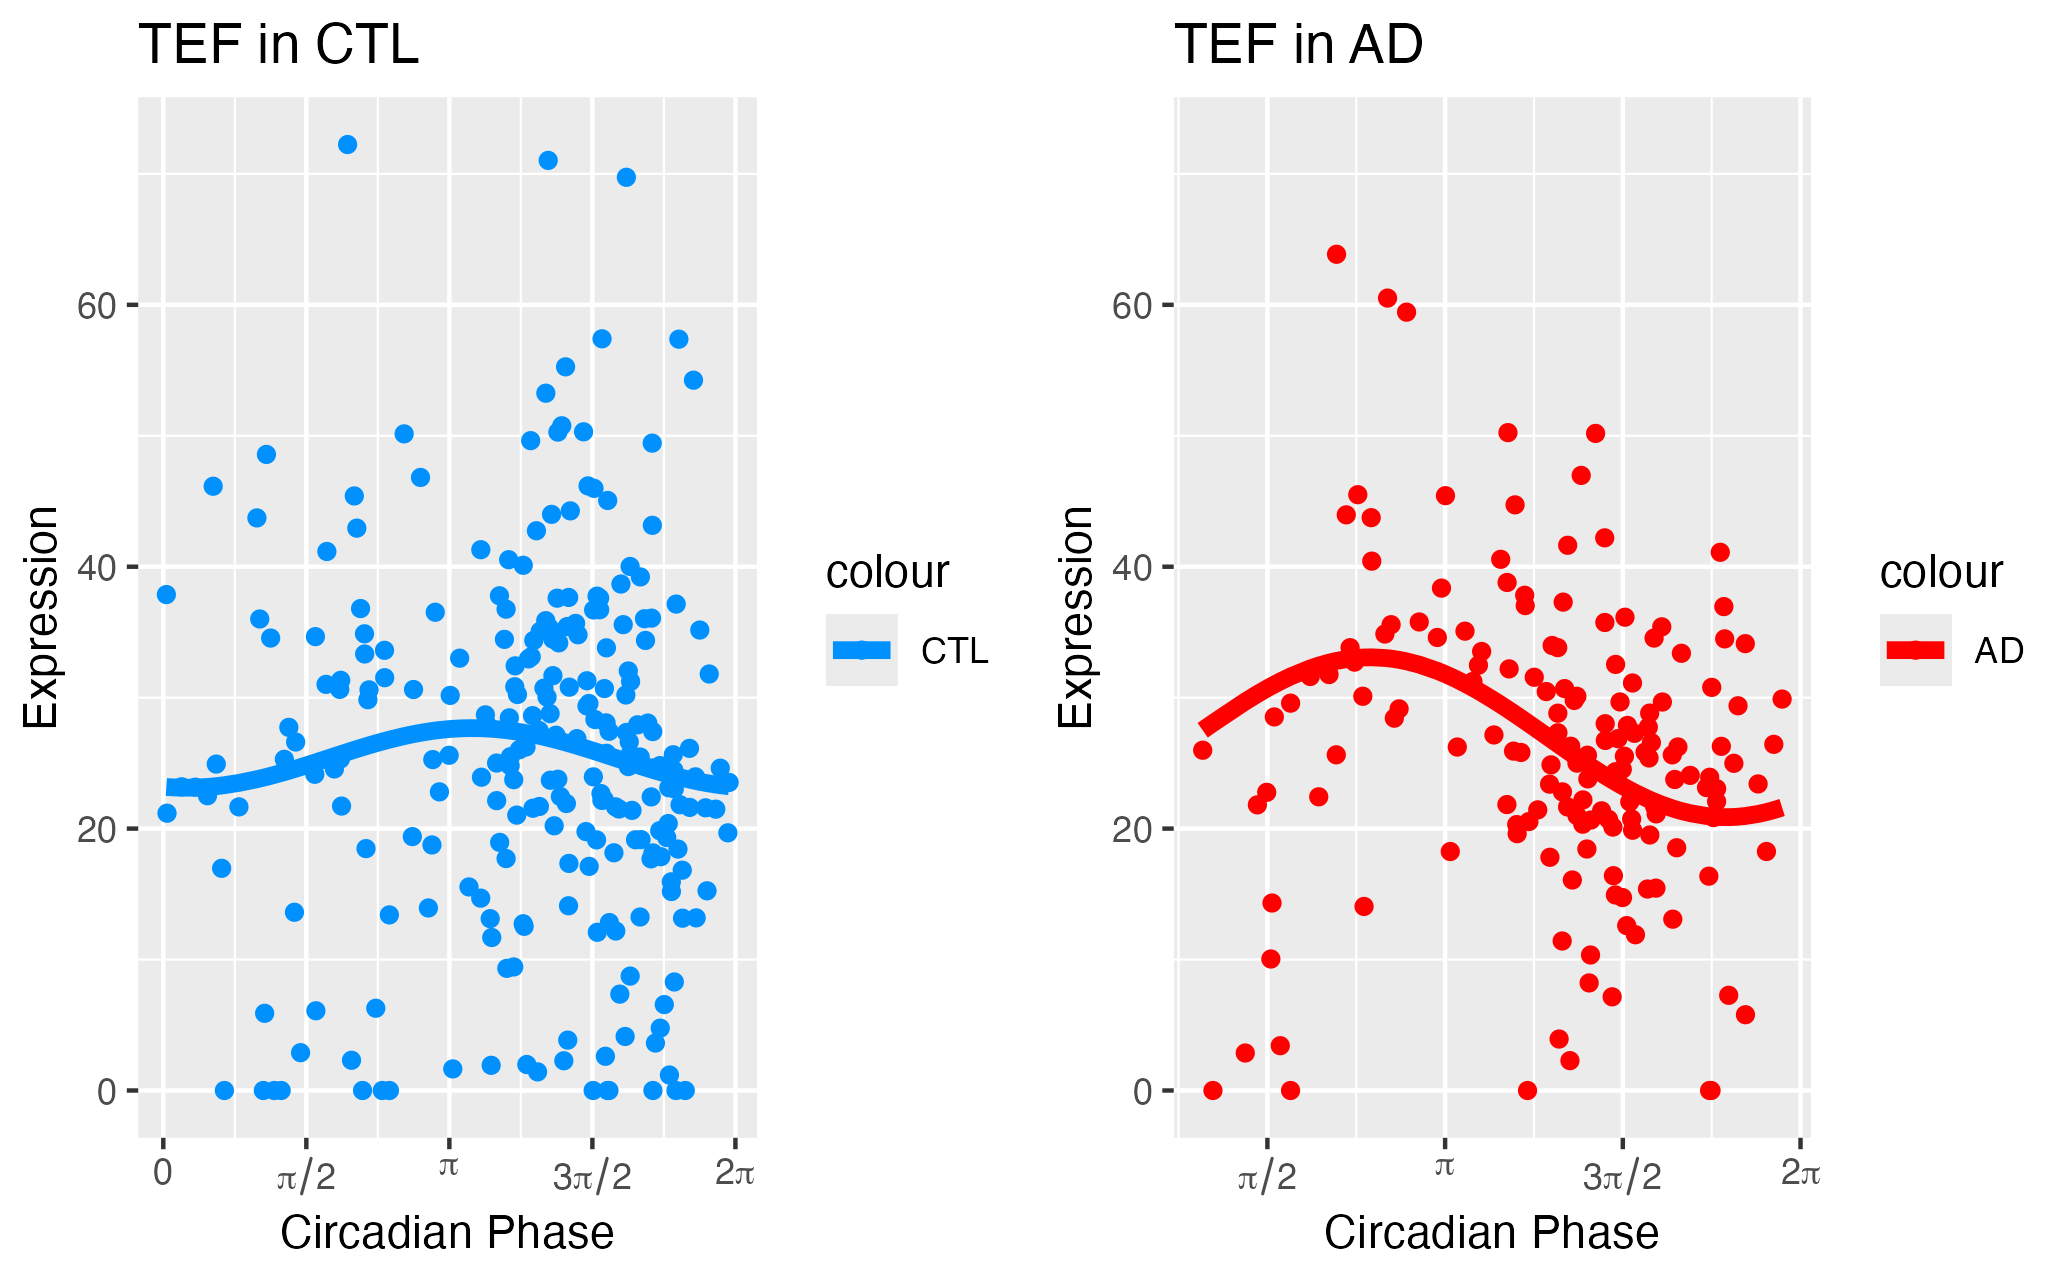 TEF in CTL
TEF in AD
Expression
60
40
20
0
0
π/2
π
3π/2
2π
Circadian Phase
colour
CTL
Expression
60
40
20
0
π/2
π
3π/2
2π
Circadian Phase
colour
AD